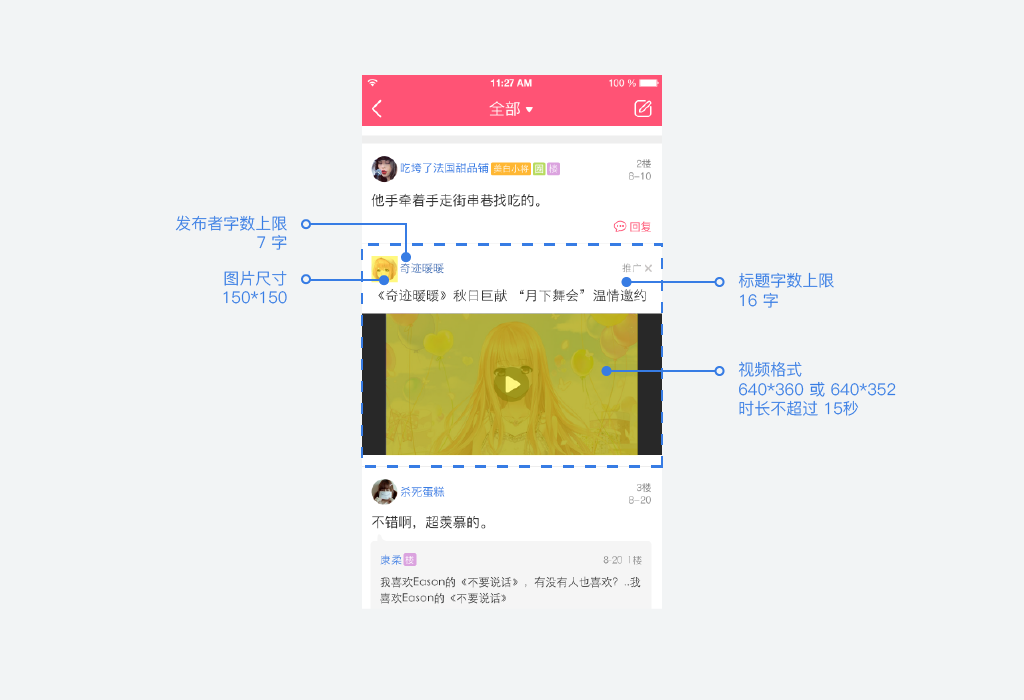 11:27 AM
100 %
全部
吃垮了法国甜品铺
圆 楼
2楼
8-10
他手牵着手走街串巷找吃的。
回复
发布者字数上限
7 字
图片尺寸
150*150
奇迹暖暖
推广
《奇迹暖暖》秋日巨献 “月下舞会”温情邀约
标题字数上限
16 字
视频格式
640*360 或 640*352
时长不超过 15秒
杀死蛋糕
3楼
8-20
不错啊，超羡慕的。
康柔 楼
8-20 1楼
我喜欢Eason的《不要说话》，有没有人也喜欢？..我
喜欢Eason的《不要说话》